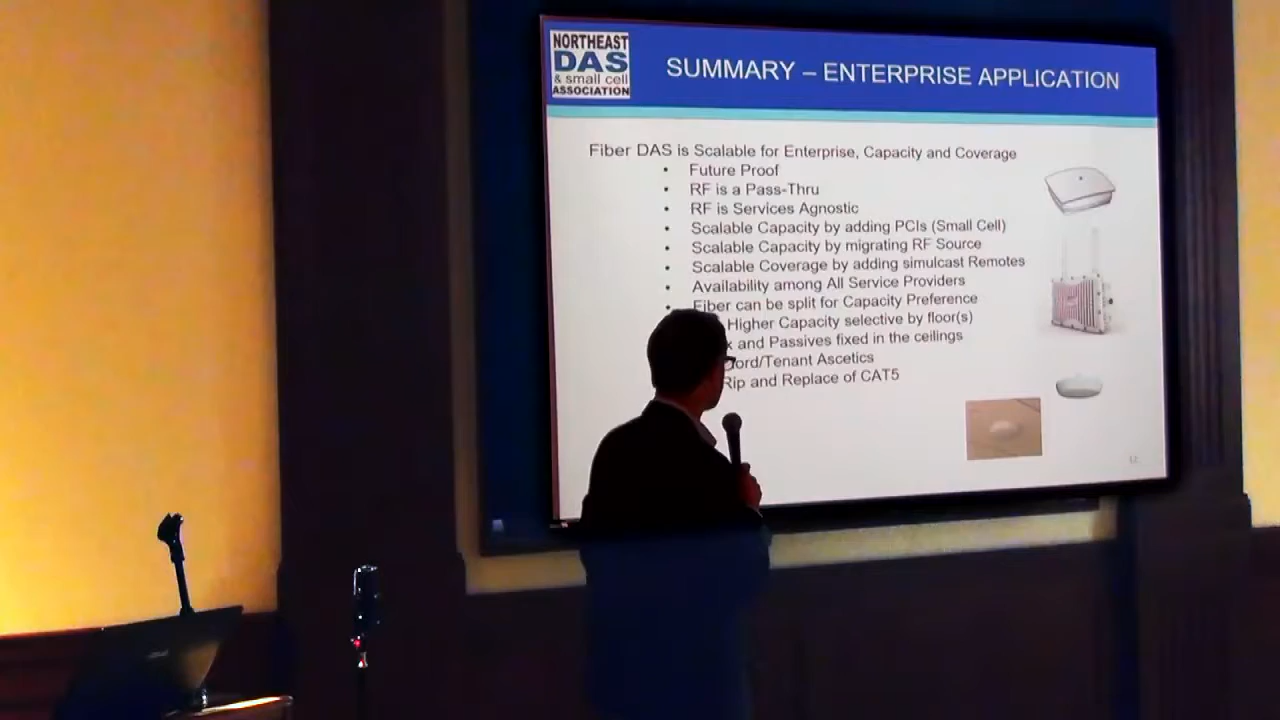 NORTHEAST
DAS
& small cell
ASSOCIATION
SUMMARY – ENTERPRISE APPLICATION
Fiber DAS is Scalable for Enterprise, Capacity and Coverage
• Future Proof
• RF is a Pass-Thru
• RF is Services Agnostic
• Scalable Capacity by adding PCIs (Small Cell)
• Scalable Capacity by migrating RF Source
• Scalable Coverage by adding simulcast Remotes
• Availability among All Service Providers
• Fiber can be split for Capacity Preference
Higher Capacity selective by floor(s)
and Passives fixed in the ceilings
/Tenant Ascetics
Rip and Replace of CAT5